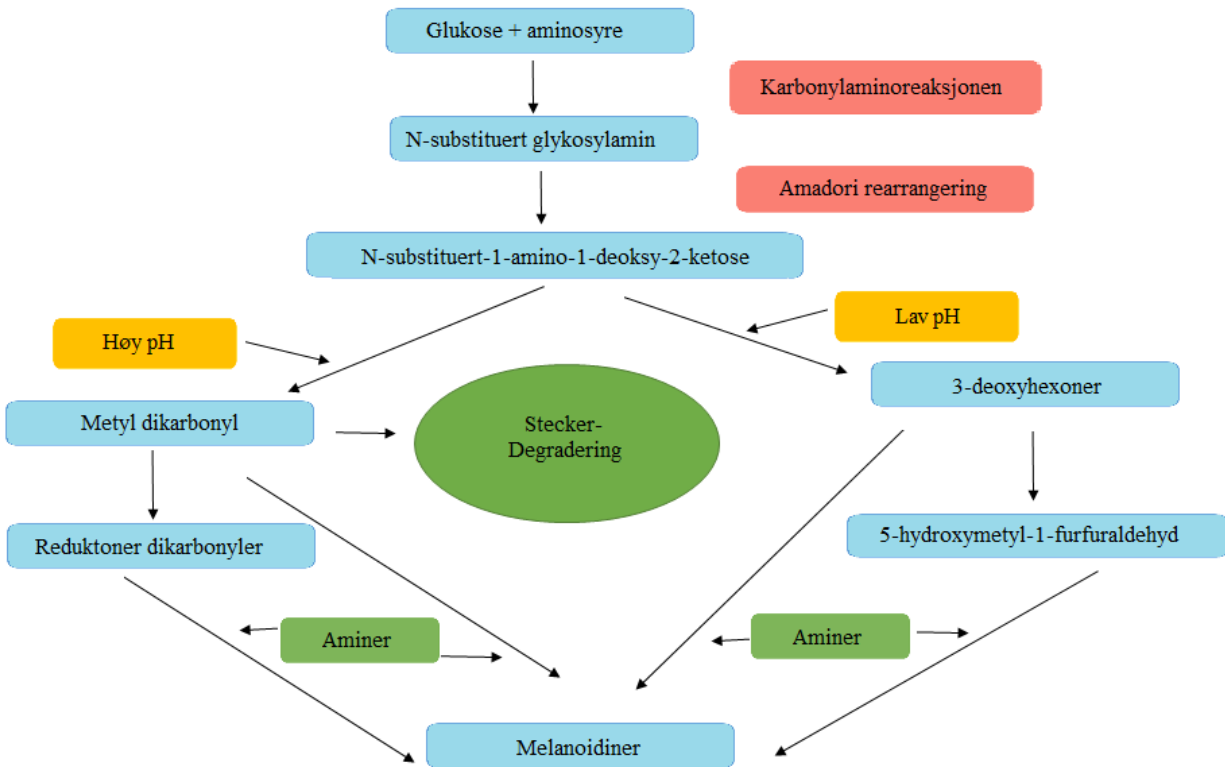 Glukose + aminosyre
Karbonylaminoreaksjonen
N-substituert glykosylamin
Amadori rearrangering
N-substituert-1-amino-1-deoksy-2-ketose
Høy pH
Lav pH
3-deoxyhexoner
Metyl dikarbonyl
Stecker-
Degradering
Reduktoner dikarbonyler
5-hydroxymetyl-1-furfuraldehyd
Aminer
Aminer
Melanoidiner